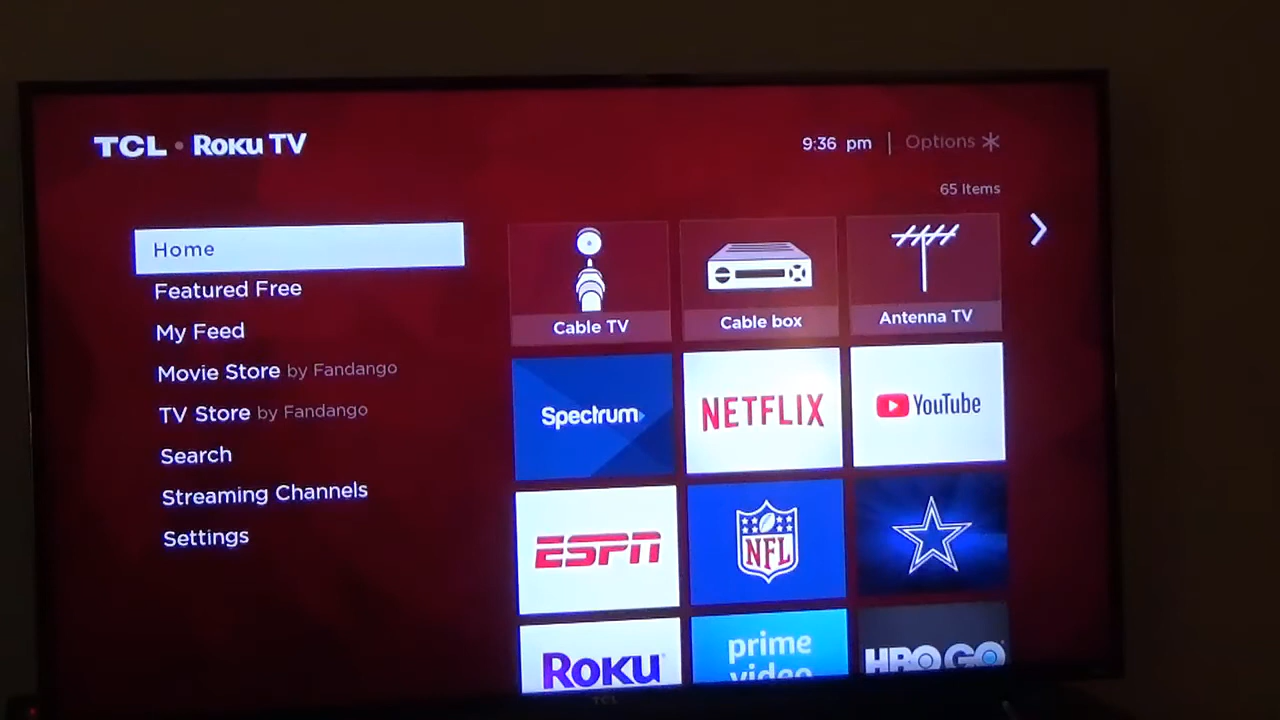 TCL • Roku TV
9:36 pm | Options
65 Items
Home
Featured Free
My Feed
Movie Store by Fandango
TV Store by Fandango
Search
Streaming Channels
Settings
Cable TV
Cable box
Antenna TV
Spectrum
NETFLIX
YouTube
ESPN
NFL
Roku
prime video
HBO GO
TCL